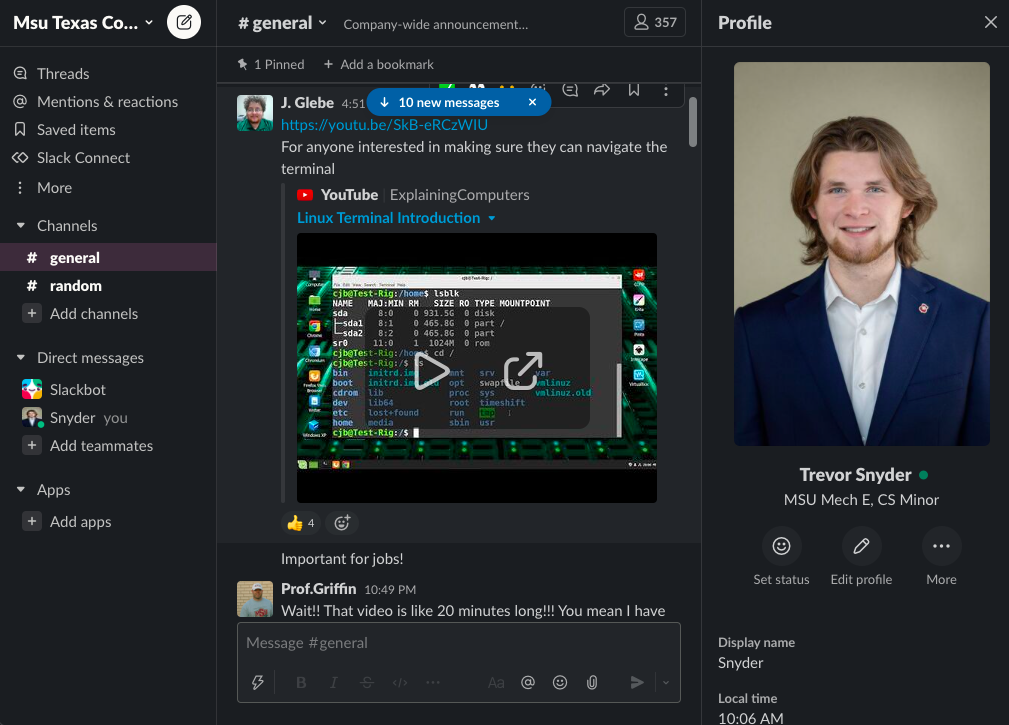 Msu Texas Co...
Threads
Mentions & reactions
Saved items
Slack Connect
More
Channels
# general
# random
+ Add channels
Direct messages
Slackbot
Snyder you
+ Add teammates
Apps
+ Add apps
# general
Company-wide announcement...
357
1 Pinned
+ Add a bookmark
10 new messages
J. Glebe 4:51
https://youtu.be/SkB-eRCzWIU
For anyone interested in making sure they can navigate the
terminal
YouTube ExplainingComputers
Linux Terminal Introduction
cjb@Test-Rig:/home$ lsblk
NAME MAJ:MIN RM SIZE RO TYPE MOUNTPOINT
sda 8:0 0 931.5G 0 disk
├─sda1 8:1 0 465.8G 0 part /
└─sda2 8:2 0 465.8G 0 part
sr0 11:0 1 1024M 0 rom
cjb@Test-Rig:/home$ cd /
cjb@Test-Rig:/$ ls
bin initrd.im mnt srv var
boot initrd.im opt swapfile vmlinuz
cdrom lib proc sys vmlinuz.old
dev lib64 root timeshift
etc lost+found run tmp
home media sbin usr
cjb@Test-Rig:/$
4
Important for jobs!
Prof.Griffin 10:49 PM
Wait!! That video is like 20 minutes long!!! You mean I have
Message #general
B I S </> ... Aa @
Profile
Trevor Snyder
MSU Mech E, CS Minor
Set status
Edit profile
More
Display name
Snyder
Local time
10:06 AM